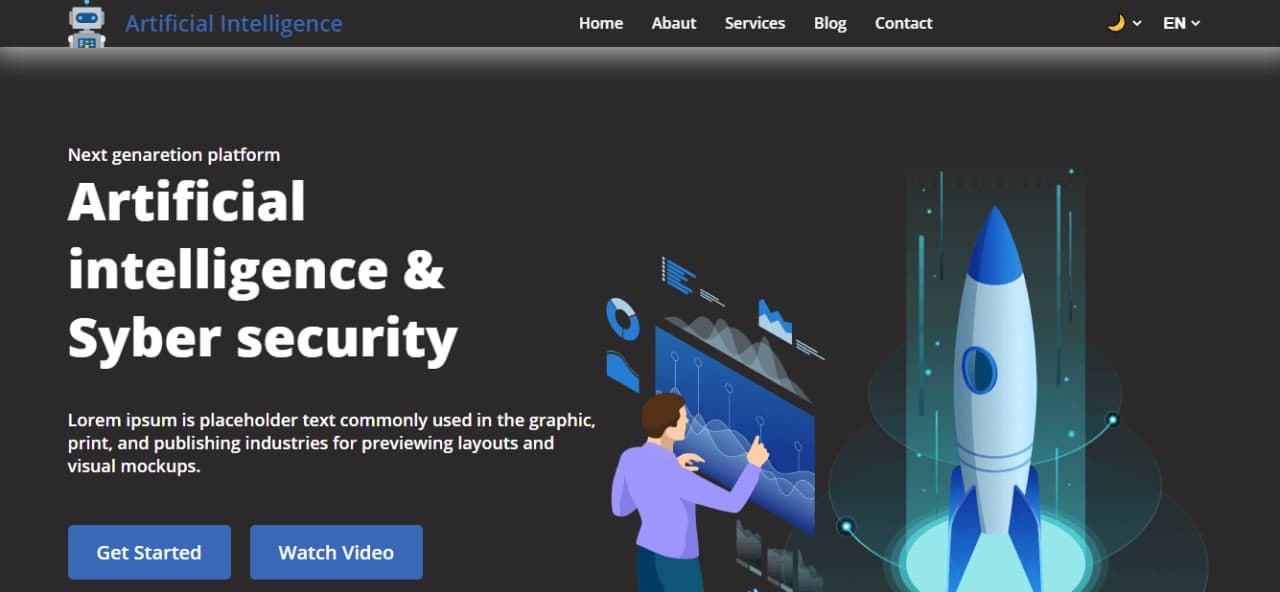 Artificial Intelligence
Home Abaut Services Blog Contact
EN
Next genaretion platform
Artificial
intelligence &
Syber security
Lorem ipsum is placeholder text commonly used in the graphic,
print, and publishing industries for previewing layouts and
visual mockups.
Get Started Watch Video